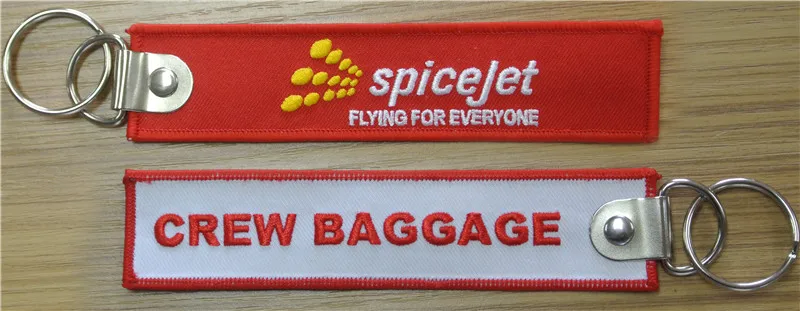 spicejet
FLYING FOR EVERYONE
CREW BAGGAGE